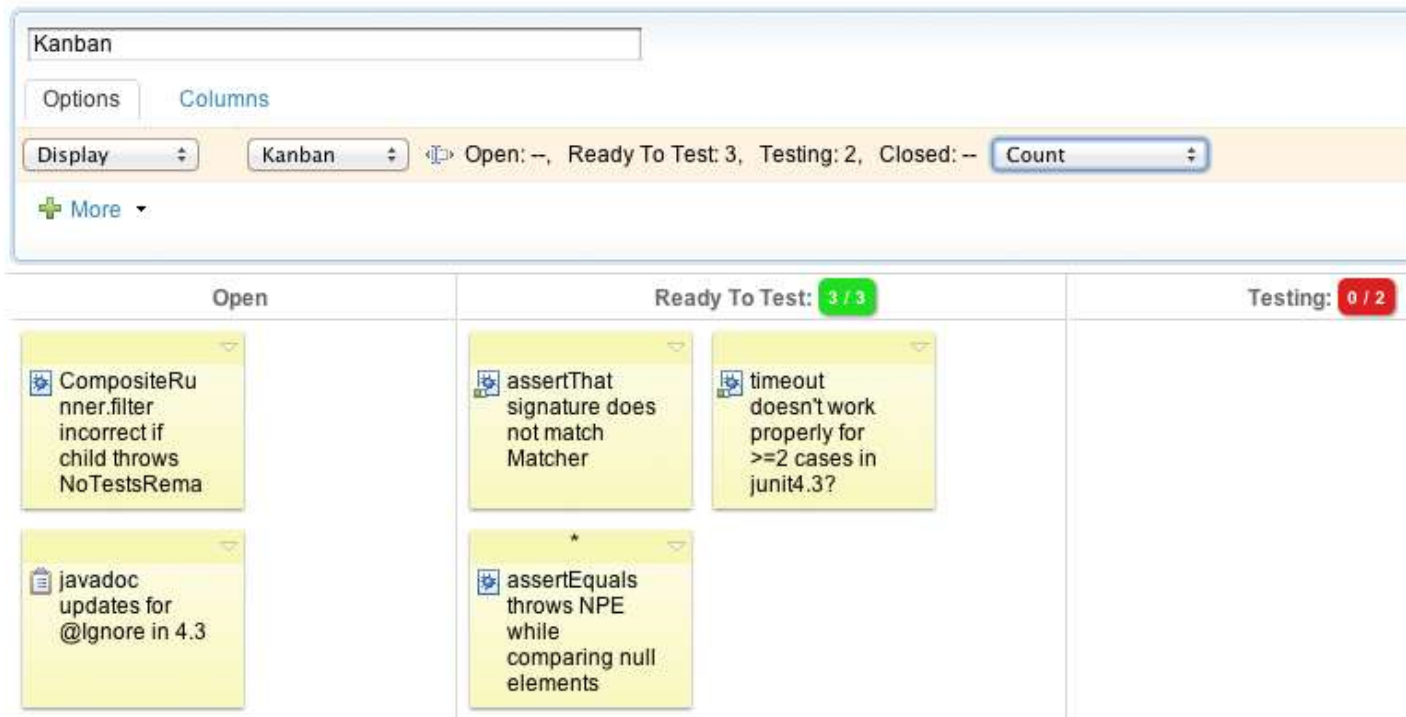 Kanban
Options Columns
Display Kanban Open: --, Ready To Test: 3, Testing: 2, Closed: -- Count
More
Open Ready To Test: 3 / 3 Testing: 0 / 2
CompositeRu
nner.filter
incorrect if
child throws
NoTestsRema
assertThat
signature does
not match
Matcher
timeout
doesn't work
properly for
>=2 cases in
junit4.3?
javadoc
updates for
@Ignore in 4.3
*
assertEquals
throws NPE
while
comparing null
elements